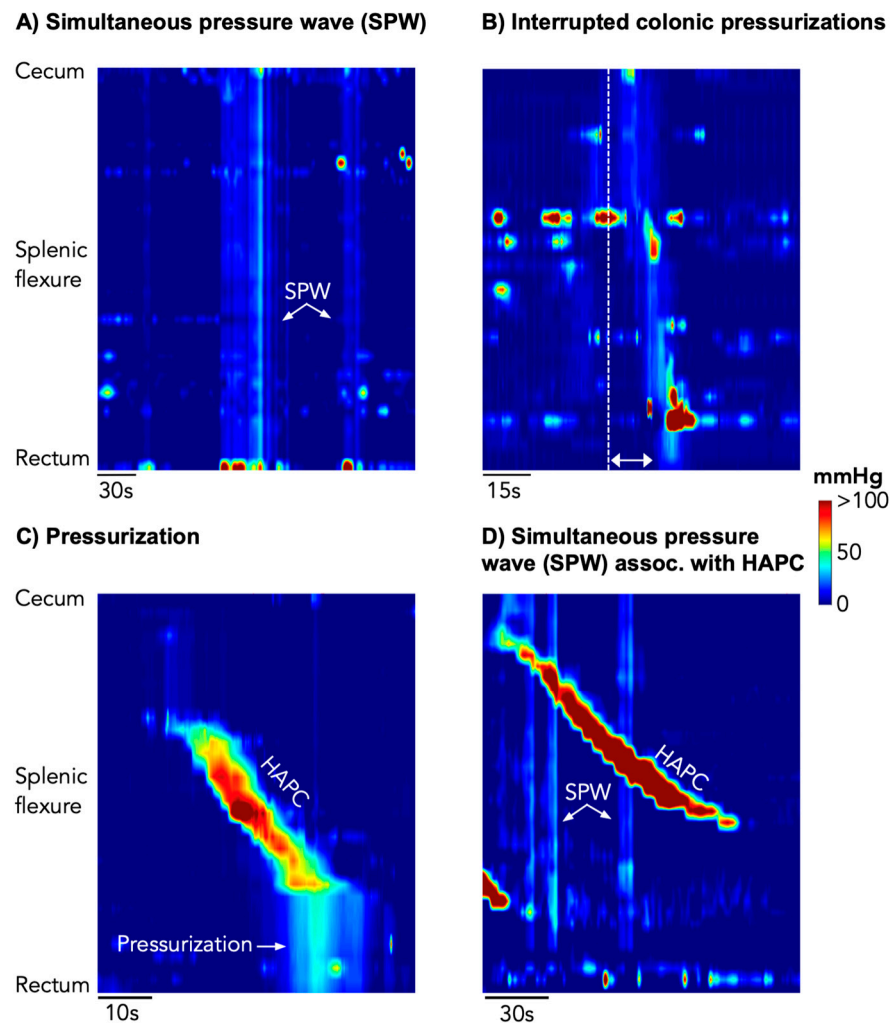 A) Simultaneous pressure wave (SPW)
Cecum
Splenic
flexure
SPW
Rectum
30s
B) Interrupted colonic pressurizations
15s
mmHg
>100
50
0
C) Pressurization
Cecum
HAPC
Splenic
flexure
Pressurization
Rectum
10s
D) Simultaneous pressure
wave (SPW) assoc. with HAPC
HAPC
SPW
30s